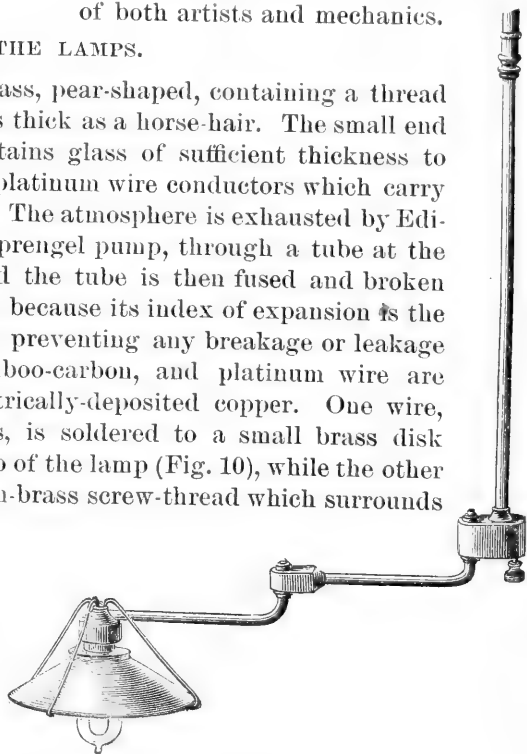 of both artists and mechanics.
THE LAMPS.
ass, pear-shaped, containing a thread
s thick as a horse-hair. The small end
tains glass of sufficient thickness to
platinum wire conductors which carry
The atmosphere is exhausted by Edi-
prengel pump, through a tube at the
d the tube is then fused and broken
because its index of expansion is the
preventing any breakage or leakage
boo-carbon, and platinum wire are
trically-deposited copper. One wire,
s, is soldered to a small brass disk
o of the lamp (Fig. 10), while the other
n-brass screw-thread which surrounds